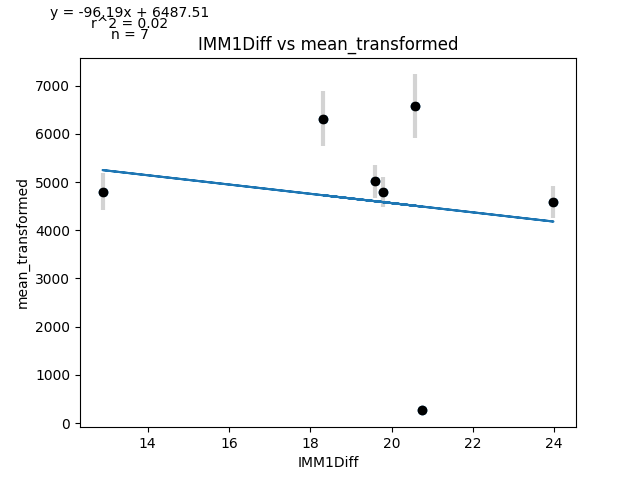 y = -96.19x + 6487.51
r^2 = 0.02
n = 7
IMM1Diff vs mean_transformed
7000
6000
5000
4000
3000
2000
1000
0
mean_transformed
14
16
18
20
22
24
IMM1Diff